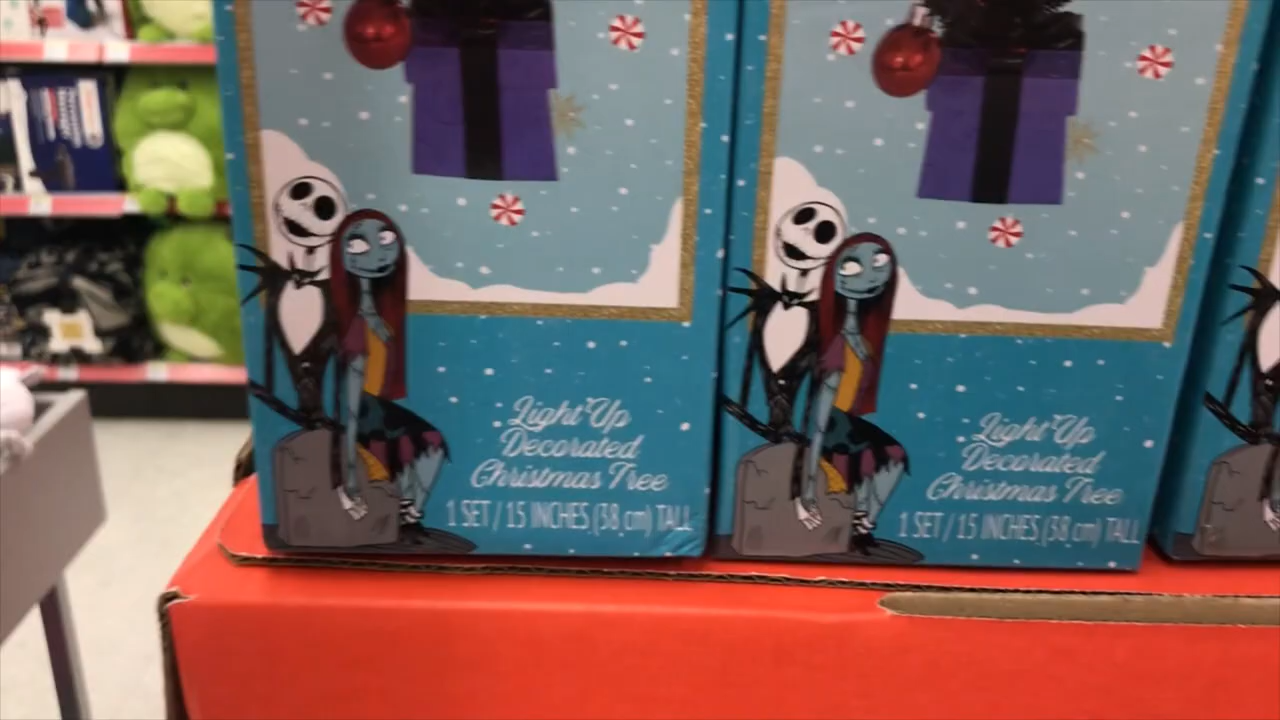 Light Up
Decorated
Christmas Tree
1 SET / 15 INCHES (38 cm) TALL
Light Up
Decorated
Christmas Tree
1 SET / 15 INCHES (38 cm) TALL